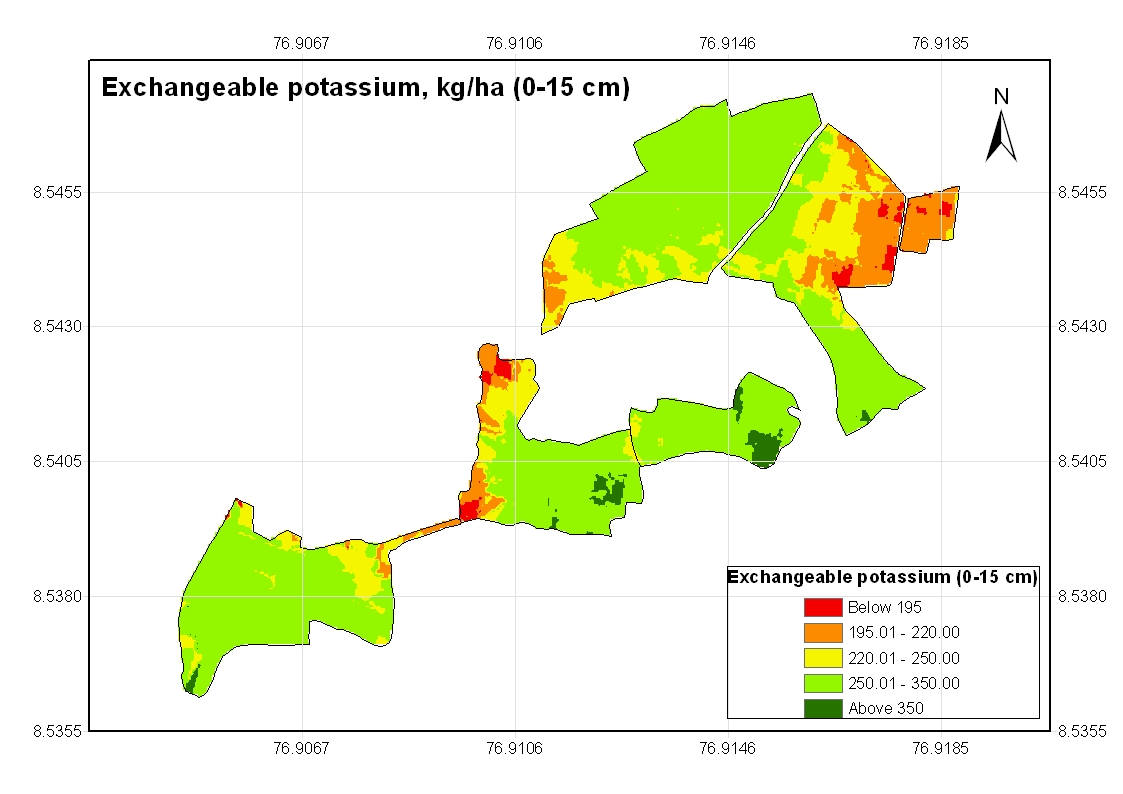 76.9067 76.9106 76.9146 76.9185
Exchangeable potassium, kg/ha (0-15 cm)
N
8.5455 8.5455
8.5430 8.5430
8.5405 8.5405
Exchangeable potassium (0-15 cm)
8.5380 8.5380
Below 195
195.01 - 220.00
220.01 - 250.00
250.01 - 350.00
Above 350
8.5355 8.5355
76.9067 76.9106 76.9146 76.9185